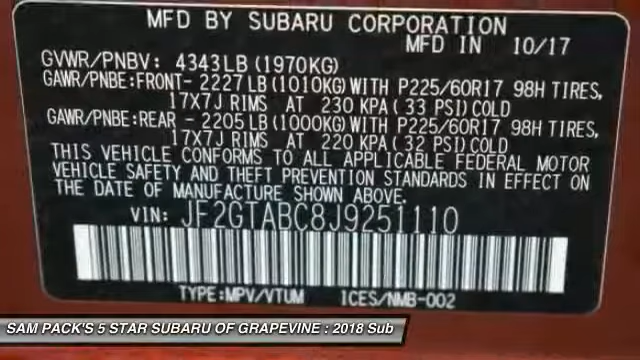 MFD BY SUBARU CORPORATION
MFD IN 10/17
GVWR/PNBV: 4343LB (1970KG)
GAWR/PNBE:FRONT- 2227 LB (1010KG) WITH P225/60R17 98H TIRES,
17X7J RIMS AT 230 KPA ( 33 PSI) COLD
GAWR/PNBE:REAR - 2205 LB (1000KG) WITH P225/60R17 98H TIRES,
17X7J RIMS AT 220 KPA ( 32 PSI) COLD
THIS VEHICLE CONFORMS TO ALL APPLICABLE FEDERAL MOTOR
VEHICLE SAFETY AND THEFT PREVENTION STANDARDS IN EFFECT ON
THE DATE OF MANUFACTURE SHOWN ABOVE.
VIN: JF2GTABC8J9251110
TYPE:MPV/VTUM ICES/NMB-002
SAM PACK'S 5 STAR SUBARU OF GRAPEVINE : 2018 Sub